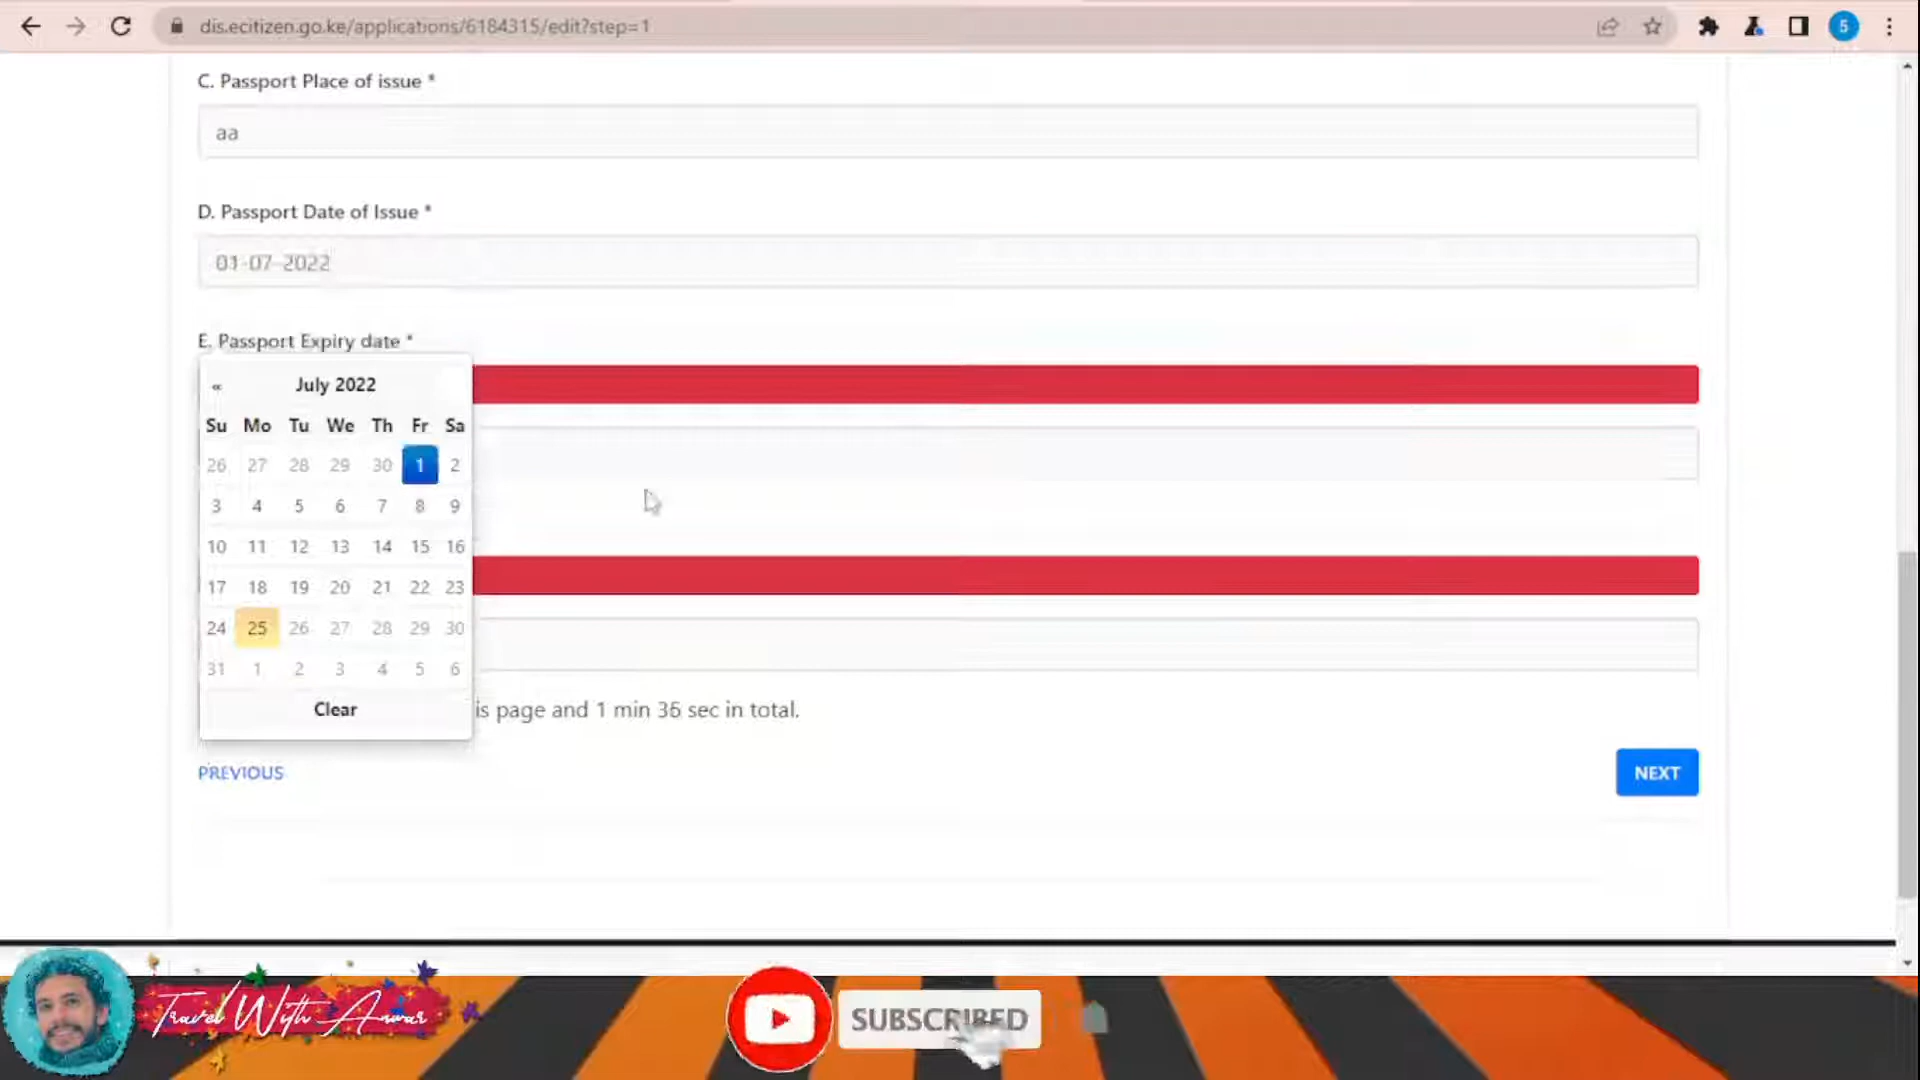 dis.ecitizen.go.ke/applications/6184315/edit?step=1
5
C. Passport Place of issue *
aa
D. Passport Date of Issue *
01-07-2022
E. Passport Expiry date *
« July 2022
Su Mo Tu We Th Fr Sa
26 27 28 29 30 1 2
3 4 5 6 7 8 9
10 11 12 13 14 15 16
17 18 19 20 21 22 23
24 25 26 27 28 29 30
31 1 2 3 4 5 6
Clear
is page and 1 min 36 sec in total.
PREVIOUS
NEXT
Travel With Anwar
SUBSCRIBED